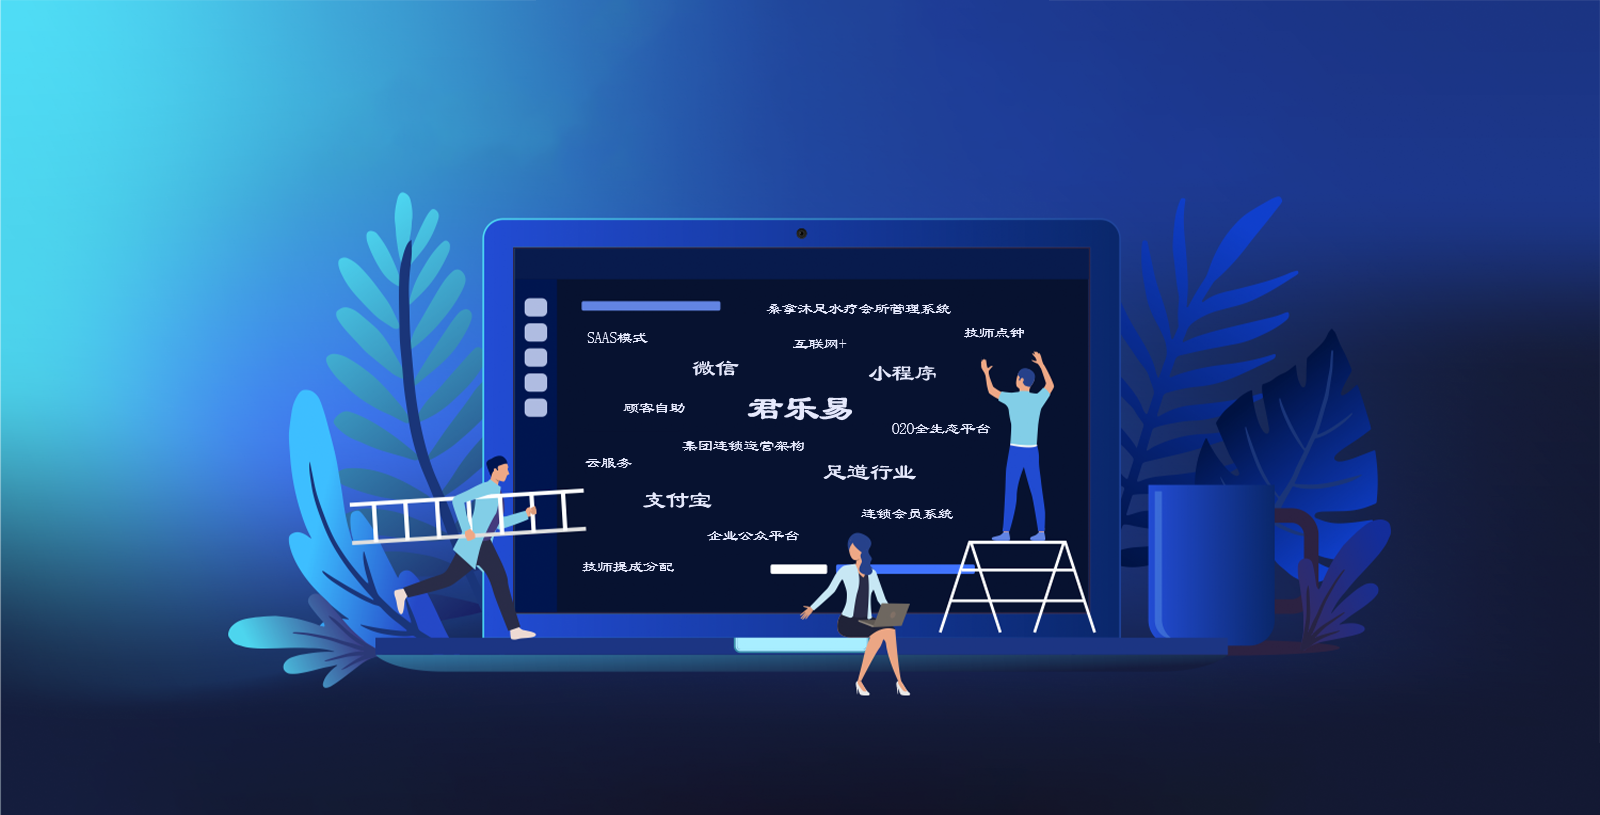 桑拿沐足水疗会所管理系统
技师点钟
SAAS模式
互联网+
微信
小程序
顾客自助
君乐易
O2O全生态平台
集团连锁运营架构
云服务
足道行业
支付宝
连锁会员系统
企业公众平台
技师提成分配